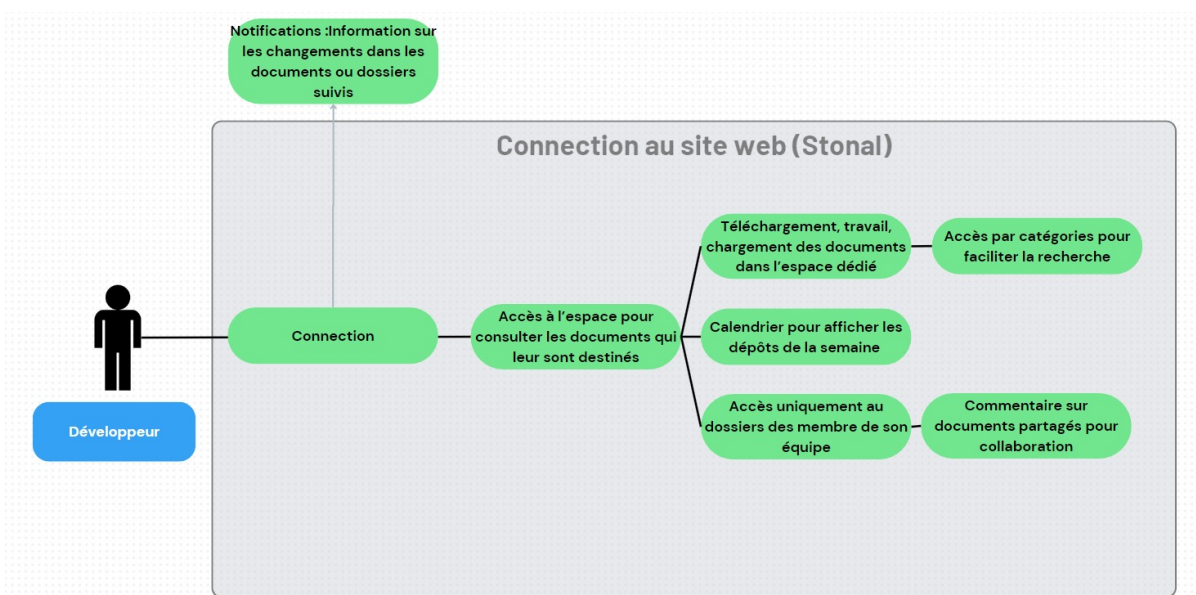 Notifications :Information sur
les changements dans les
documents ou dossiers
suivis
Connection au site web (Stonal)
Téléchargement, travail,
chargement des documents
dans l'espace dédié
Accès par catégories pour
faciliter la recherche
Connection
Accès à l'espace pour
consulter les documents qui
leur sont destinés
Calendrier pour afficher les
dépôts de la semaine
Accès uniquement au
dossiers des membre de son
équipe
Commentaire sur
documents partagés pour
collaboration
Développeur